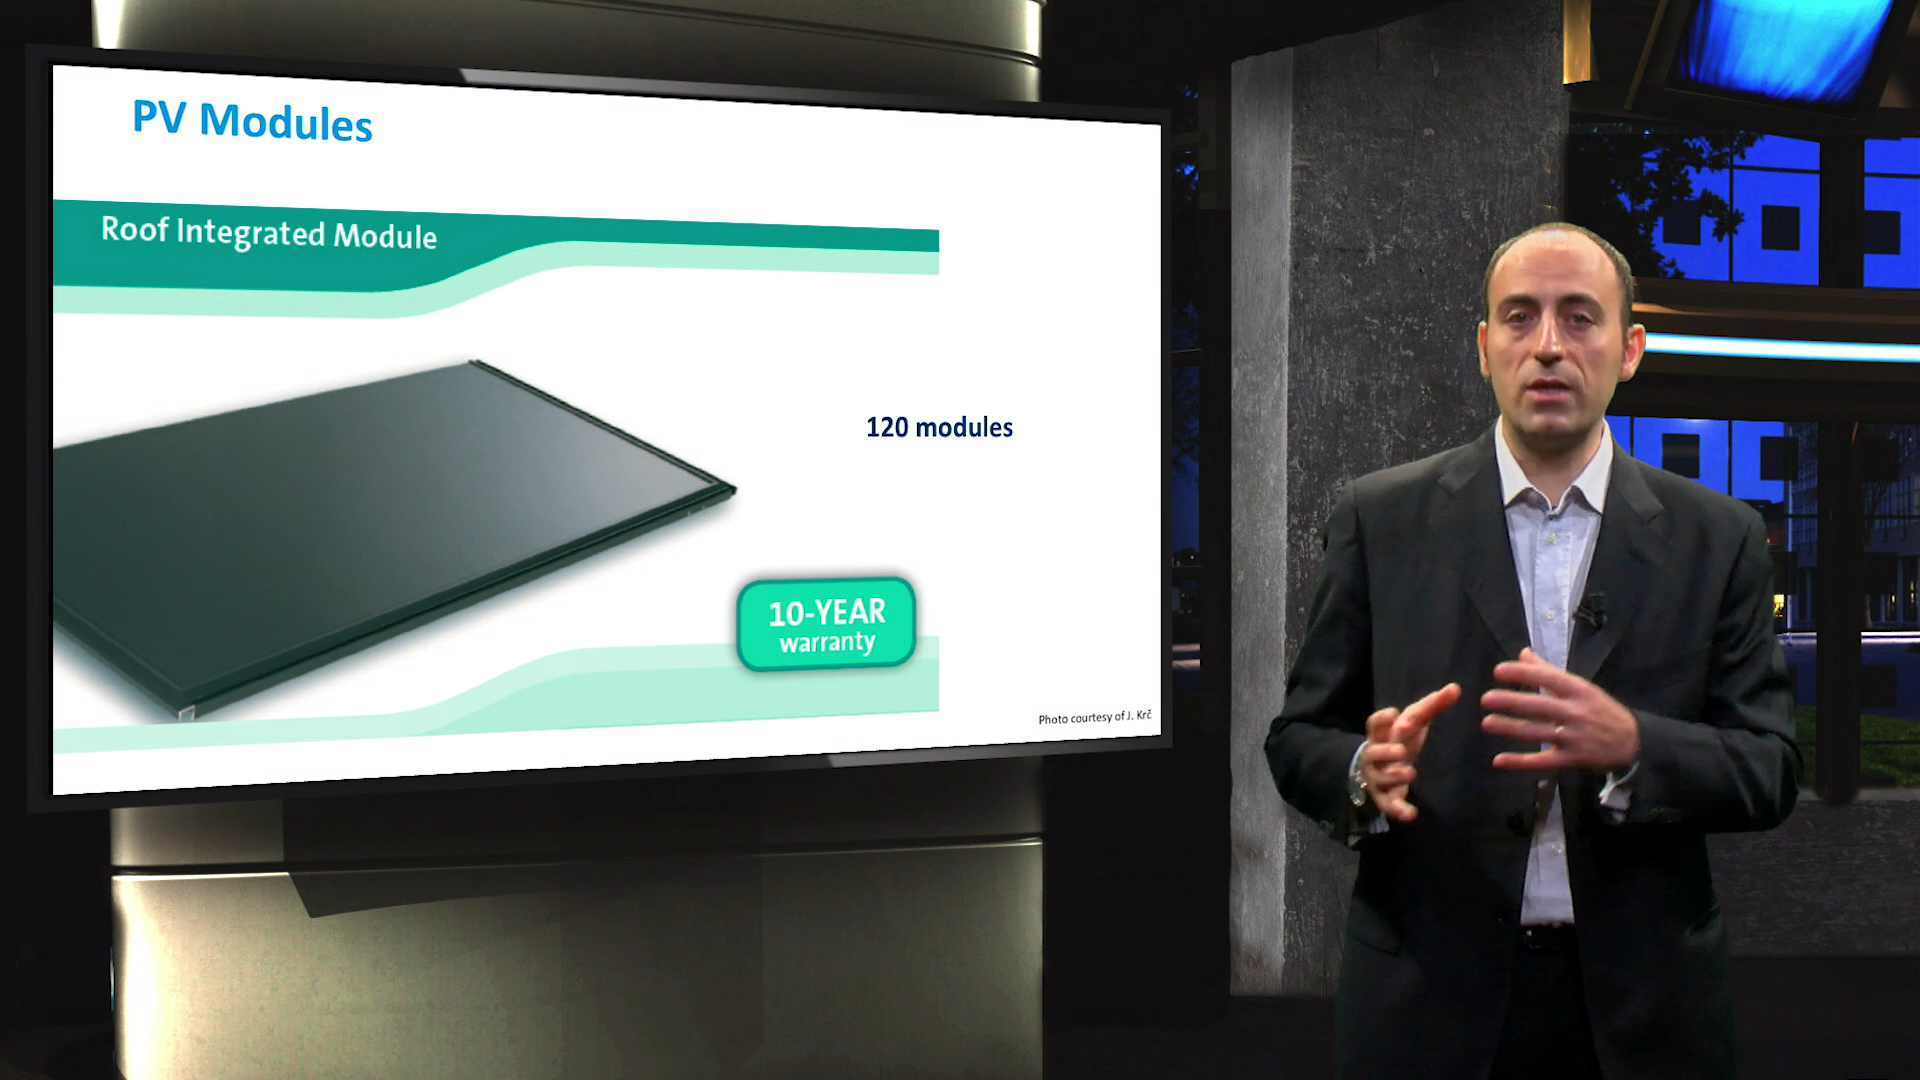 PV Modules
Roof Integrated Module
120 modules
10-YEAR
warranty
Photo courtesy of J. Krč